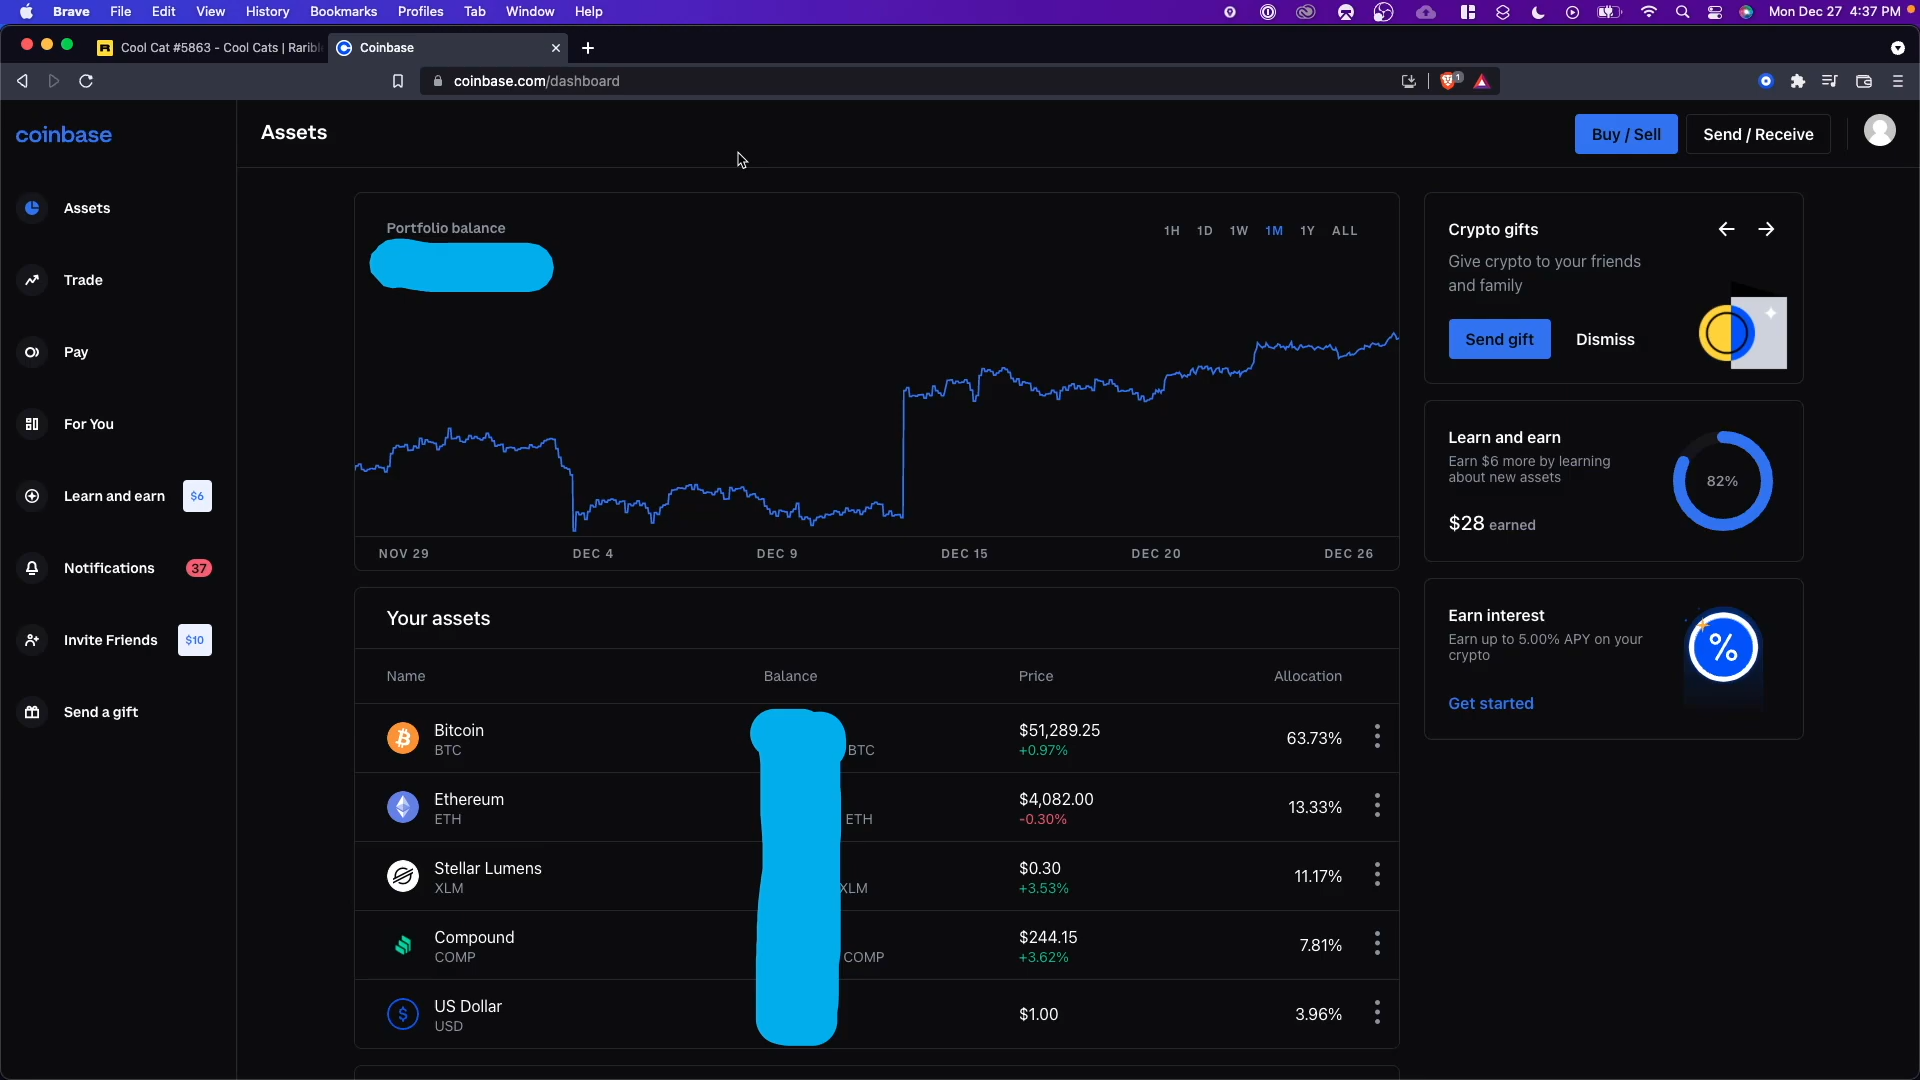 Brave File Edit View History Bookmarks Profiles Tab Window Help
Mon Dec 27 4:37 PM
Cool Cat #5863 - Cool Cats | Rarible
Coinbase
coinbase.com/dashboard
1
coinbase
Assets
Trade
Pay
For You
Learn and earn $6
Notifications 37
Invite Friends $10
Send a gift
Assets
Buy / Sell
Send / Receive
Portfolio balance
1H 1D 1W 1M 1Y ALL
NOV 29 DEC 4 DEC 9 DEC 15 DEC 20 DEC 26
Your assets
Name Balance Price Allocation
Bitcoin $51,289.25 63.73%
BTC BTC +0.97%
Ethereum $4,082.00 13.33%
ETH ETH -0.30%
Stellar Lumens $0.30 11.17%
XLM XLM +3.53%
Compound $244.15 7.81%
COMP COMP +3.62%
US Dollar $1.00 3.96%
USD
Crypto gifts
Give crypto to your friends
and family
Send gift Dismiss
Learn and earn
Earn $6 more by learning
about new assets
82%
$28 earned
Earn interest
Earn up to 5.00% APY on your
crypto
%
Get started